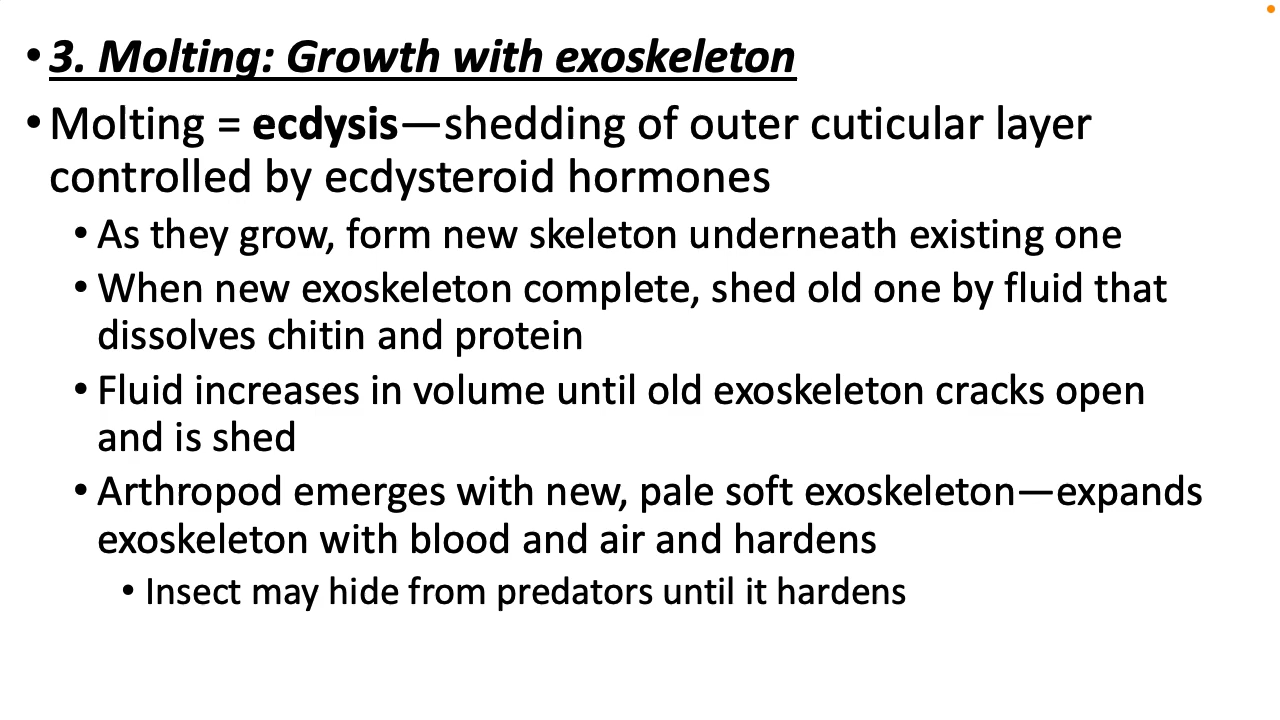 • 3. Molting: Growth with exoskeleton
• Molting = ecdysis—shedding of outer cuticular layer
controlled by ecdysteroid hormones
• As they grow, form new skeleton underneath existing one
• When new exoskeleton complete, shed old one by fluid that
dissolves chitin and protein
• Fluid increases in volume until old exoskeleton cracks open
and is shed
• Arthropod emerges with new, pale soft exoskeleton—expands
exoskeleton with blood and air and hardens
• Insect may hide from predators until it hardens